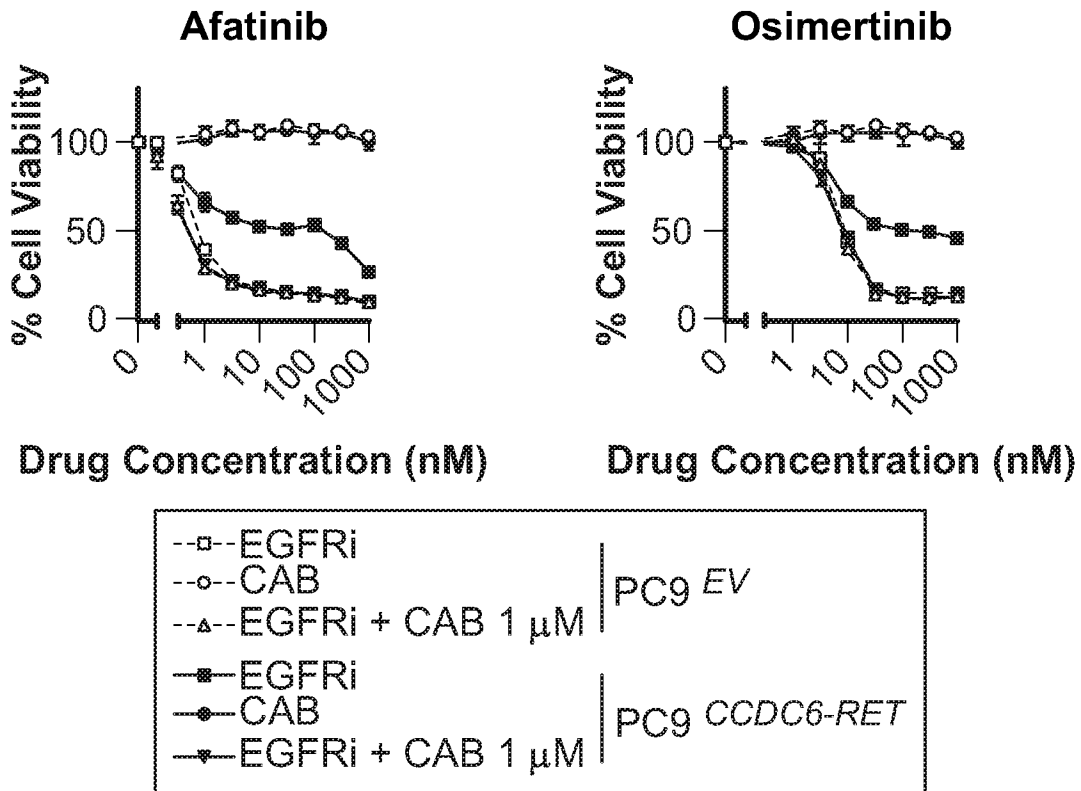 Afatinib
% Cell Viability
100
50
0
0
1
10
100
1000
Drug Concentration (nM)
Osimertinib
% Cell Viability
100
50
0
0
1
10
100
1000
Drug Concentration (nM)
EGFRi
CAB
EGFRi + CAB 1 μM
PC9 EV
EGFRi
CAB
EGFRi + CAB 1 μM
PC9 CCDC6-RET